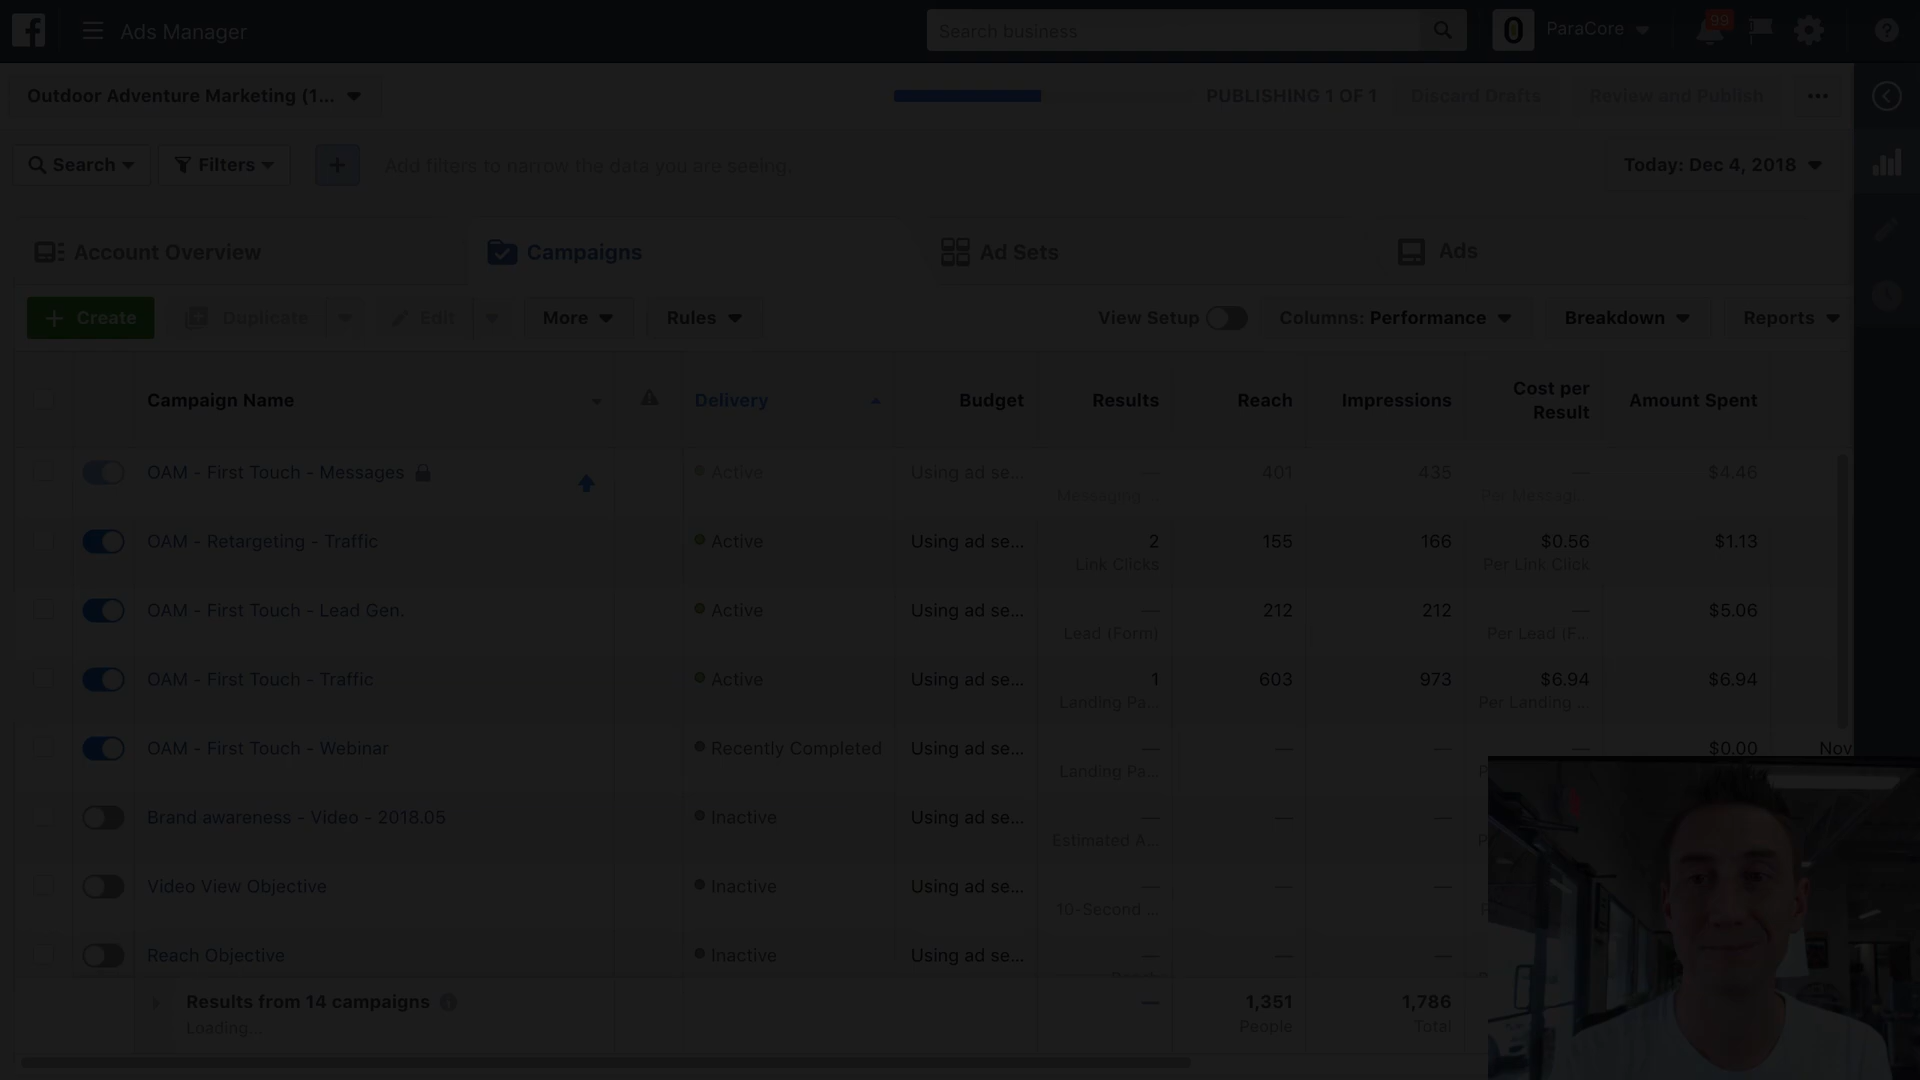 Ads Manager
Search business
ParaCore
99
Outdoor Adventure Marketing (1...
PUBLISHING 1 OF 1
Discard Drafts
Review and Publish
Search
Filters
Add filters to narrow the data you are seeing.
Today: Dec 4, 2018
Account Overview
Campaigns
Ad Sets
Ads
+ Create
Duplicate
Edit
More
Rules
View Setup
Columns: Performance
Breakdown
Reports
Campaign Name
Delivery
Budget
Results
Reach
Impressions
Cost per Result
Amount Spent
OAM - First Touch - Messages Active Using ad se... — 401 435 — $4.46
Messaging ... Per Messagi...
OAM - Retargeting - Traffic Active Using ad se... 2 155 166 $0.56 $1.13
Link Clicks Per Link Click
OAM - First Touch - Lead Gen. Active Using ad se... — 212 212 — $5.06
Lead (Form) Per Lead (F...
OAM - First Touch - Traffic Active Using ad se... 1 603 973 $6.94 $6.94
Landing Pa... Per Landing ...
OAM - First Touch - Webinar Recently Completed Using ad se... — — — — $0.00 Nov
Landing Pa...
Brand awareness - Video - 2018.05 Inactive Using ad se... — — —
Estimated A...
Video View Objective Inactive Using ad se... — — —
10-Second ...
Reach Objective Inactive Using ad se... — — —
Results from 14 campaigns — 1,351 1,786
Loading... People Total